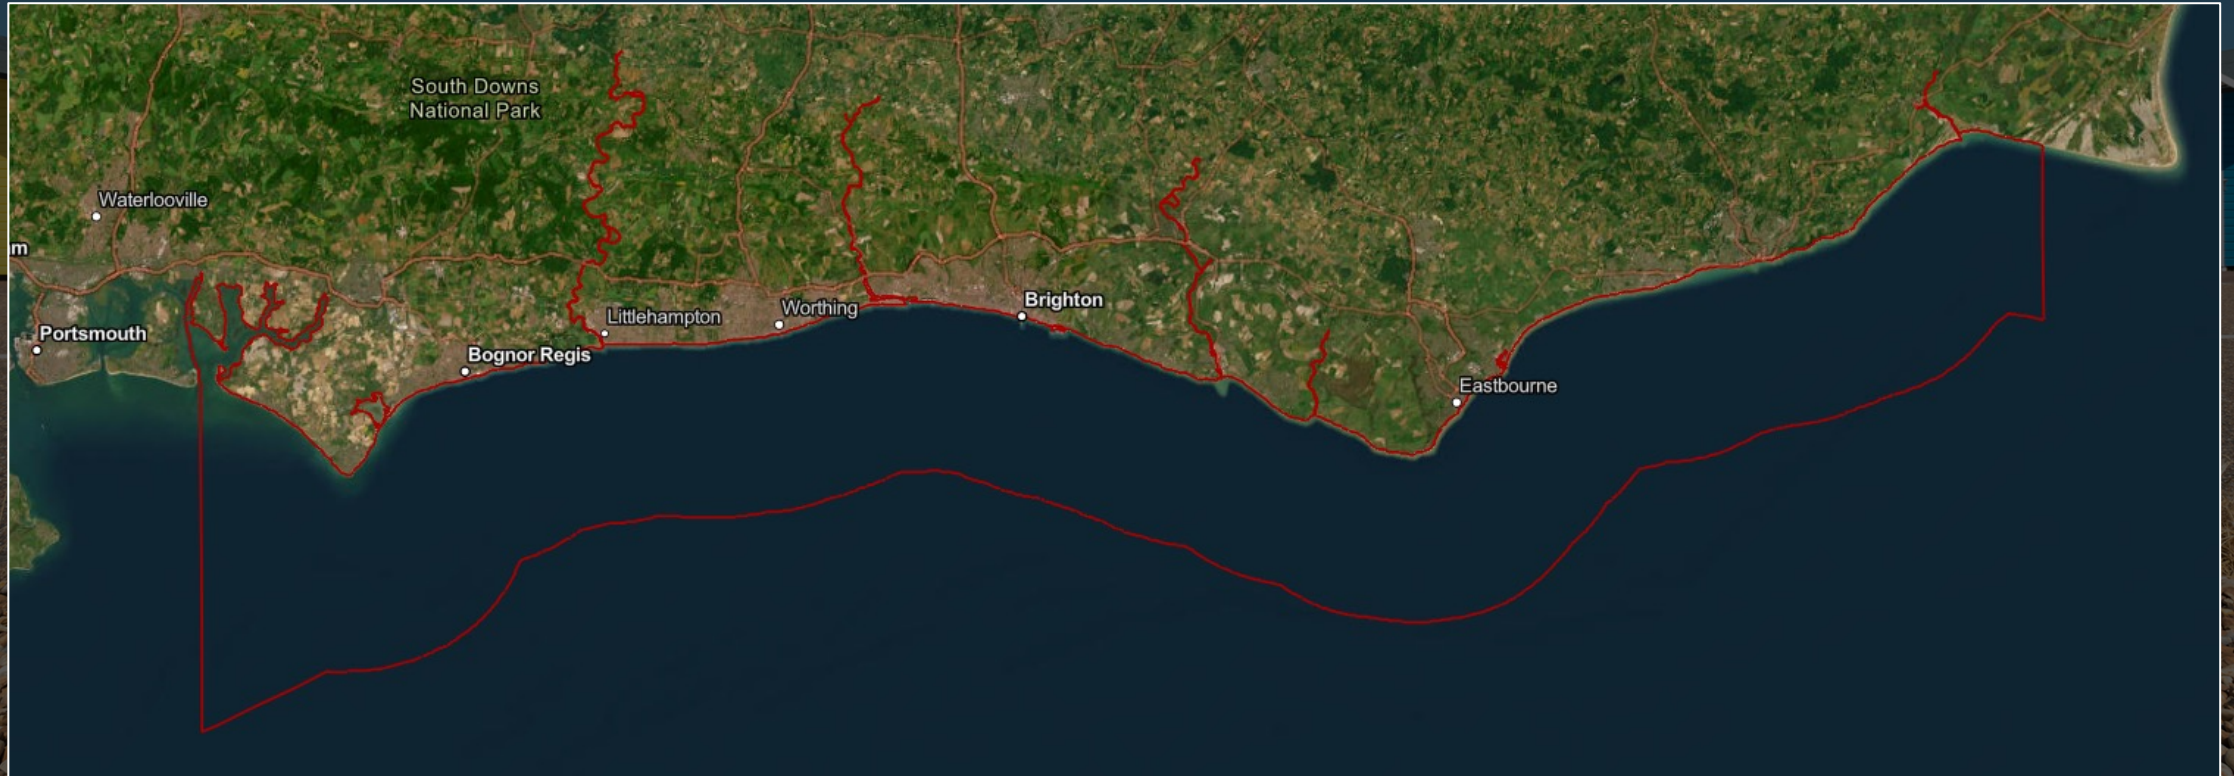 South Downs
National Park
Waterlooville
m
Portsmouth
Bognor Regis
Littlehampton
Worthing
Brighton
Eastbourne